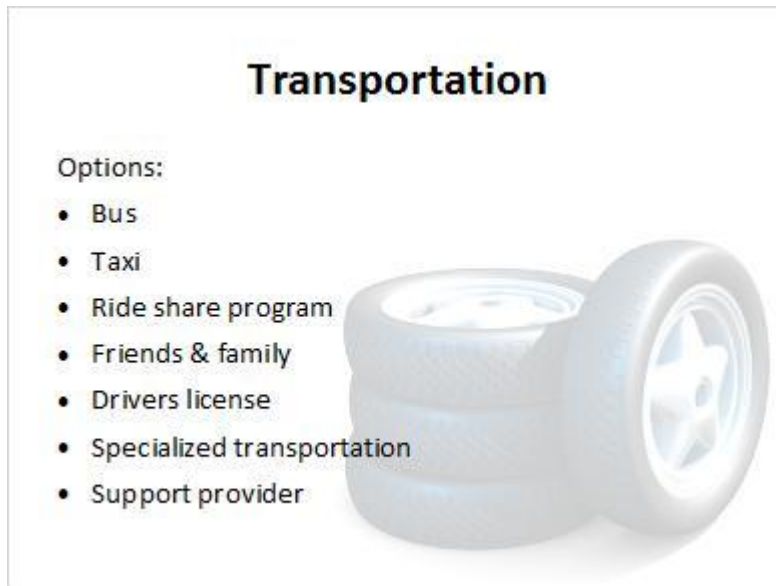 Transportation
Options:
• Bus
• Taxi
• Ride share program
• Friends & family
• Drivers license
• Specialized transportation
• Support provider